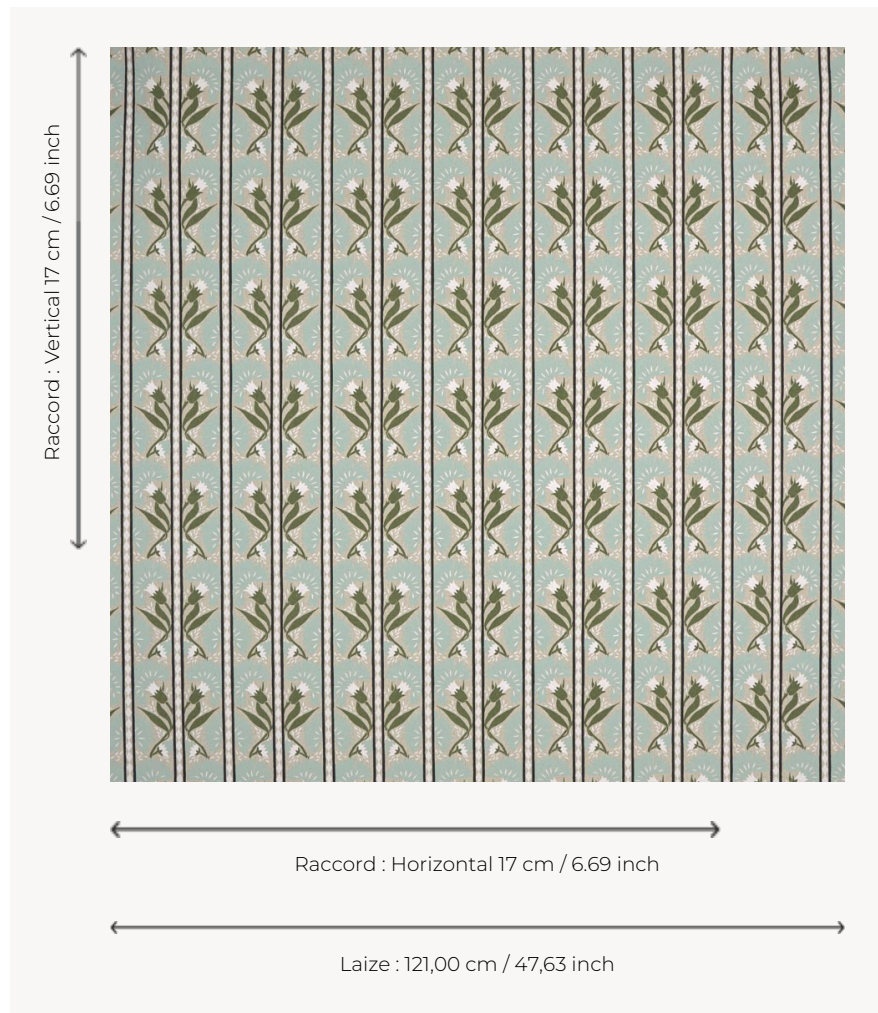 Raccord : Vertical 17 cm / 6.69 inch
Raccord : Horizontal 17 cm / 6.69 inch
Laize : 121,00 cm / 47,63 inch